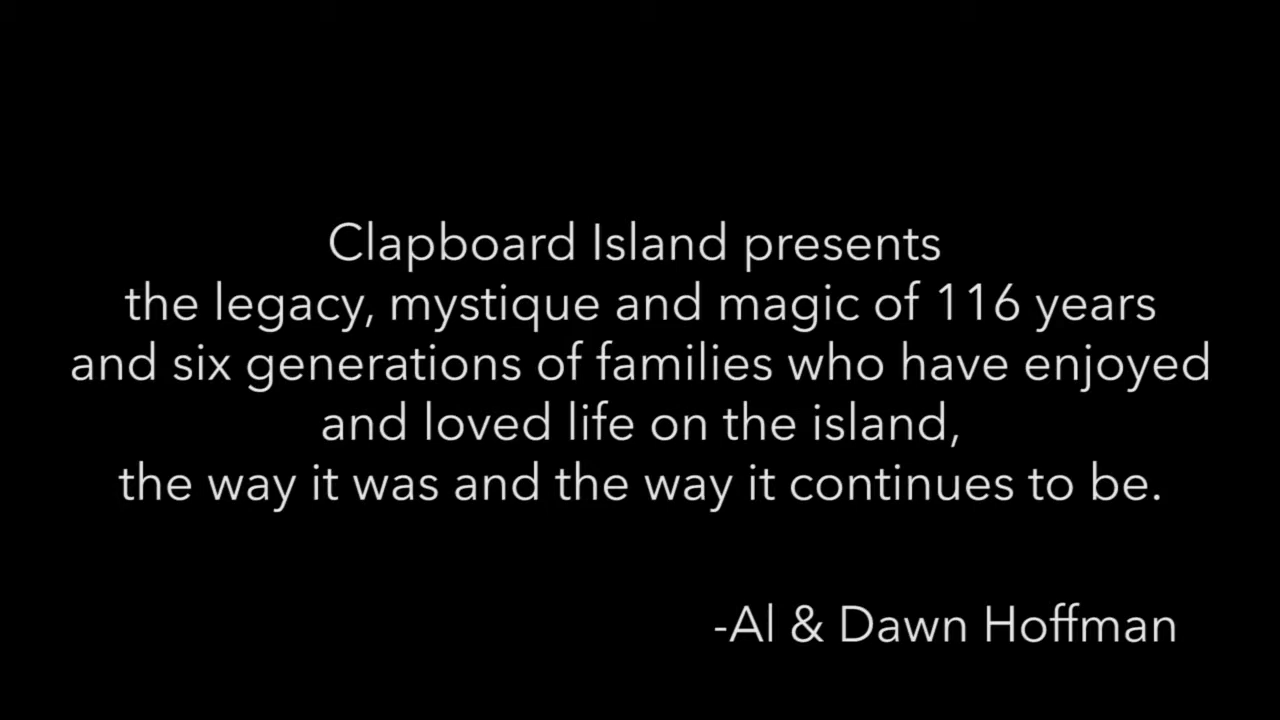 Clapboard Island presents
the legacy, mystique and magic of 116 years
and six generations of families who have enjoyed
and loved life on the island,
the way it was and the way it continues to be.
-Al & Dawn Hoffman